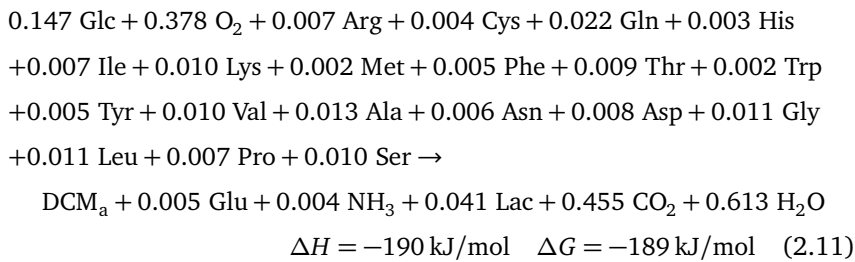 0.147 Glc + 0.378 O₂ + 0.007 Arg + 0.004 Cys + 0.022 Gln + 0.003 His
+0.007 Ile + 0.010 Lys + 0.002 Met + 0.005 Phe + 0.009 Thr + 0.002 Trp
+0.005 Tyr + 0.010 Val + 0.013 Ala + 0.006 Asn + 0.008 Asp + 0.011 Gly
+0.011 Leu + 0.007 Pro + 0.010 Ser →
DCMₐ + 0.005 Glu + 0.004 NH₃ + 0.041 Lac + 0.455 CO₂ + 0.613 H₂O
ΔH = −190 kJ/mol ΔG = −189 kJ/mol (2.11)